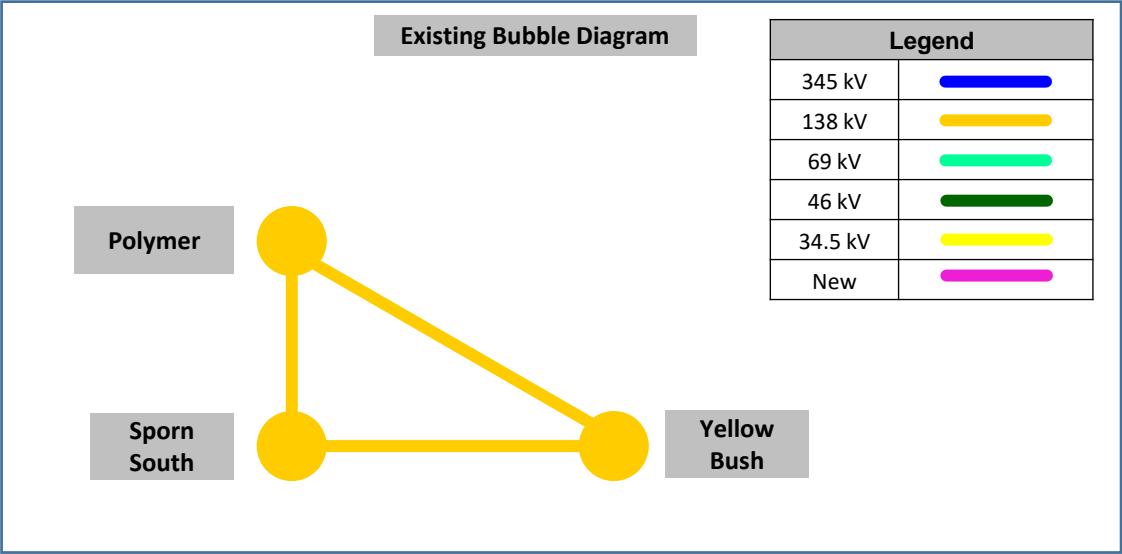 Existing Bubble Diagram
Legend
345 kV
138 kV
69 kV
46 kV
34.5 kV
New
Polymer
Sporn
South
Yellow
Bush